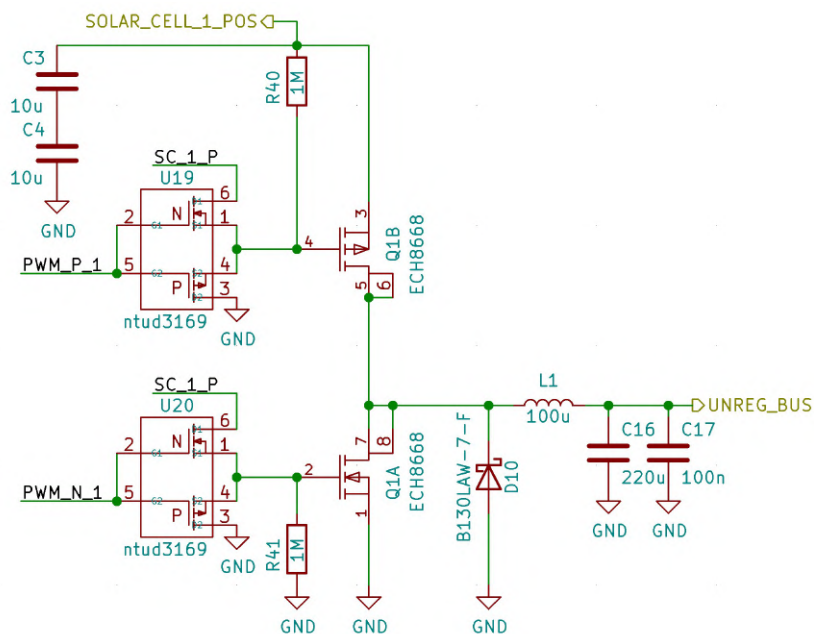 SOLAR_CELL_1_POS
C3
10u
C4
10u
GND
R40
1M
SC_1_P
U19
6
N
2
1
PWM_P_1
5
4
P
3
ntud3169
GND
4
3
5
6
Q1B
ECH8668
SC_1_P
U20
6
N
2
1
PWM_N_1
5
4
P
3
ntud3169
GND
R41
1M
GND
2
7
8
1
Q1A
ECH8668
GND
B130LAW-7-F
D10
GND
L1
100u
UNREG_BUS
C16
220u
GND
C17
100n
GND